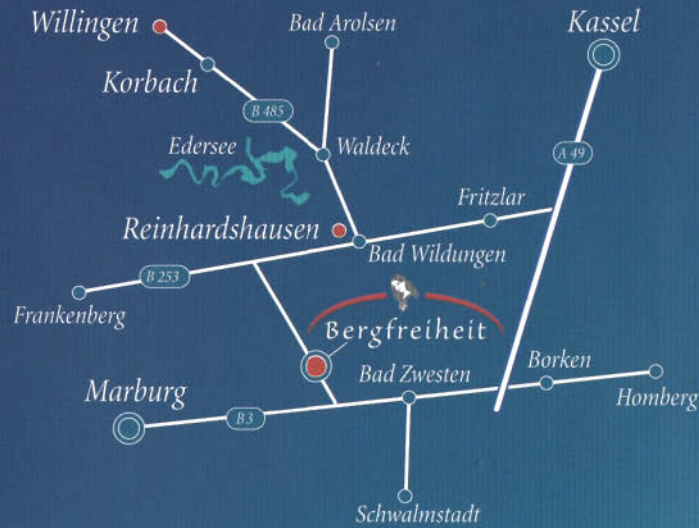 Willingen
Bad Arolsen
Kassel
Korbach
B 485
Edersee
Waldeck
A 49
Fritzlar
Reinhardshausen
Bad Wildungen
B 253
Frankenberg
Bergfreiheit
Borken
Bad Zwesten
Marburg
Homberg
B3
Schwalmstadt